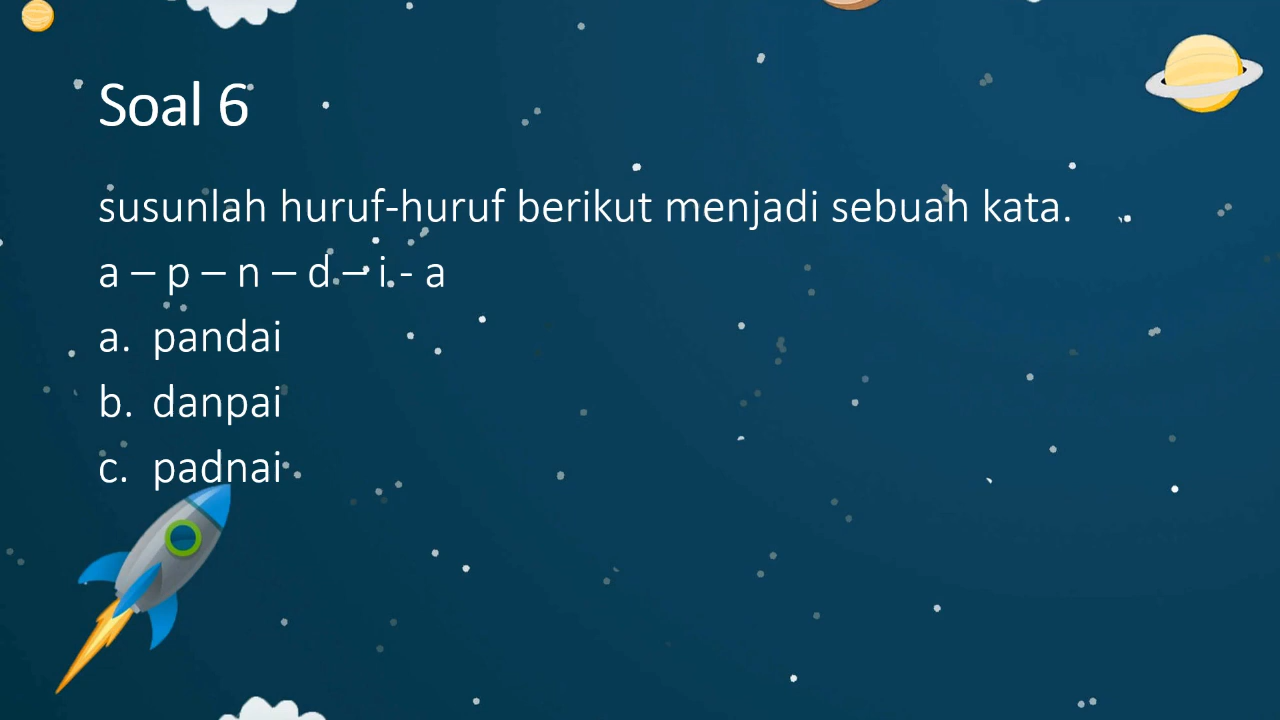 Soal 6
susunlah huruf-huruf berikut menjadi sebuah kata.
a – p – n – d – i - a
a. pandai
b. danpai
c. padnai